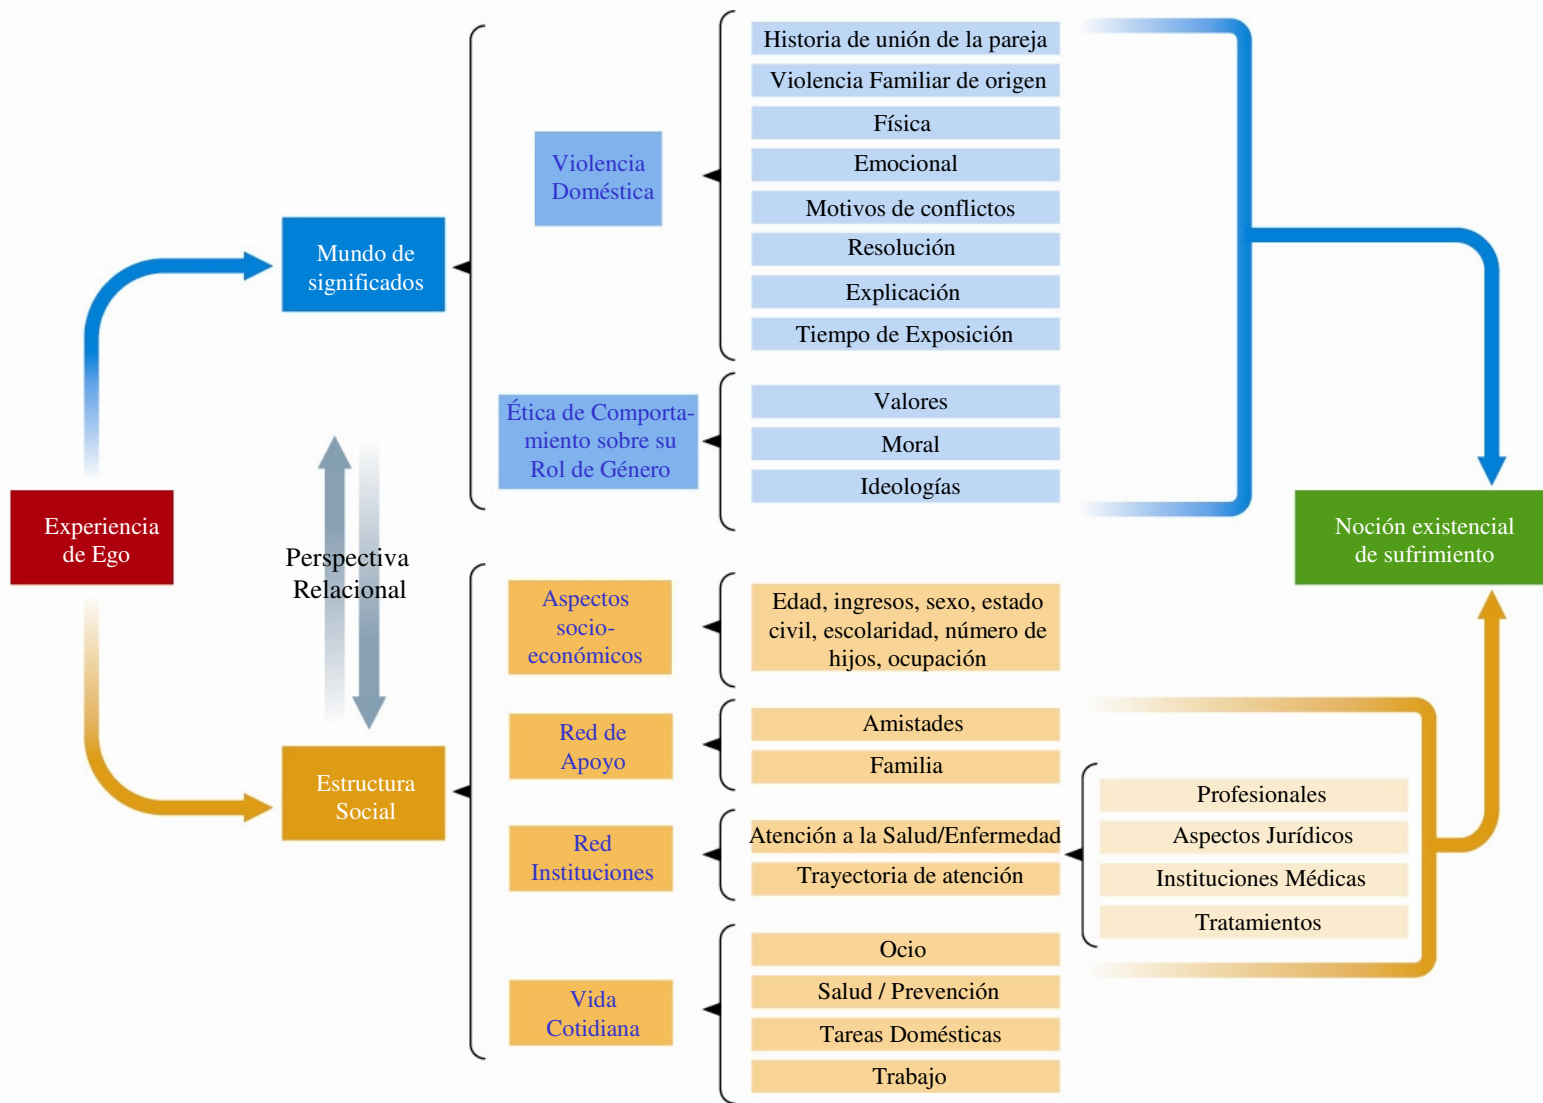 Experiencia
de Ego
Mundo de
significados
Perspectiva
Relacional
Estructura
Social
Violencia
Doméstica
Historia de unión de la pareja
Violencia Familiar de origen
Física
Emocional
Motivos de conflictos
Resolución
Explicación
Tiempo de Exposición
Ética de Comporta-
miento sobre su
Rol de Género
Valores
Moral
Ideologías
Aspectos
socio-
económicos
Edad, ingresos, sexo, estado
civil, escolaridad, número de
hijos, ocupación
Red de
Apoyo
Amistades
Familia
Red
Instituciones
Atención a la Salud/Enfermedad
Trayectoria de atención
Profesionales
Aspectos Jurídicos
Instituciones Médicas
Tratamientos
Vida
Cotidiana
Ocio
Salud / Prevención
Tareas Domésticas
Trabajo
Noción existencial
de sufrimiento